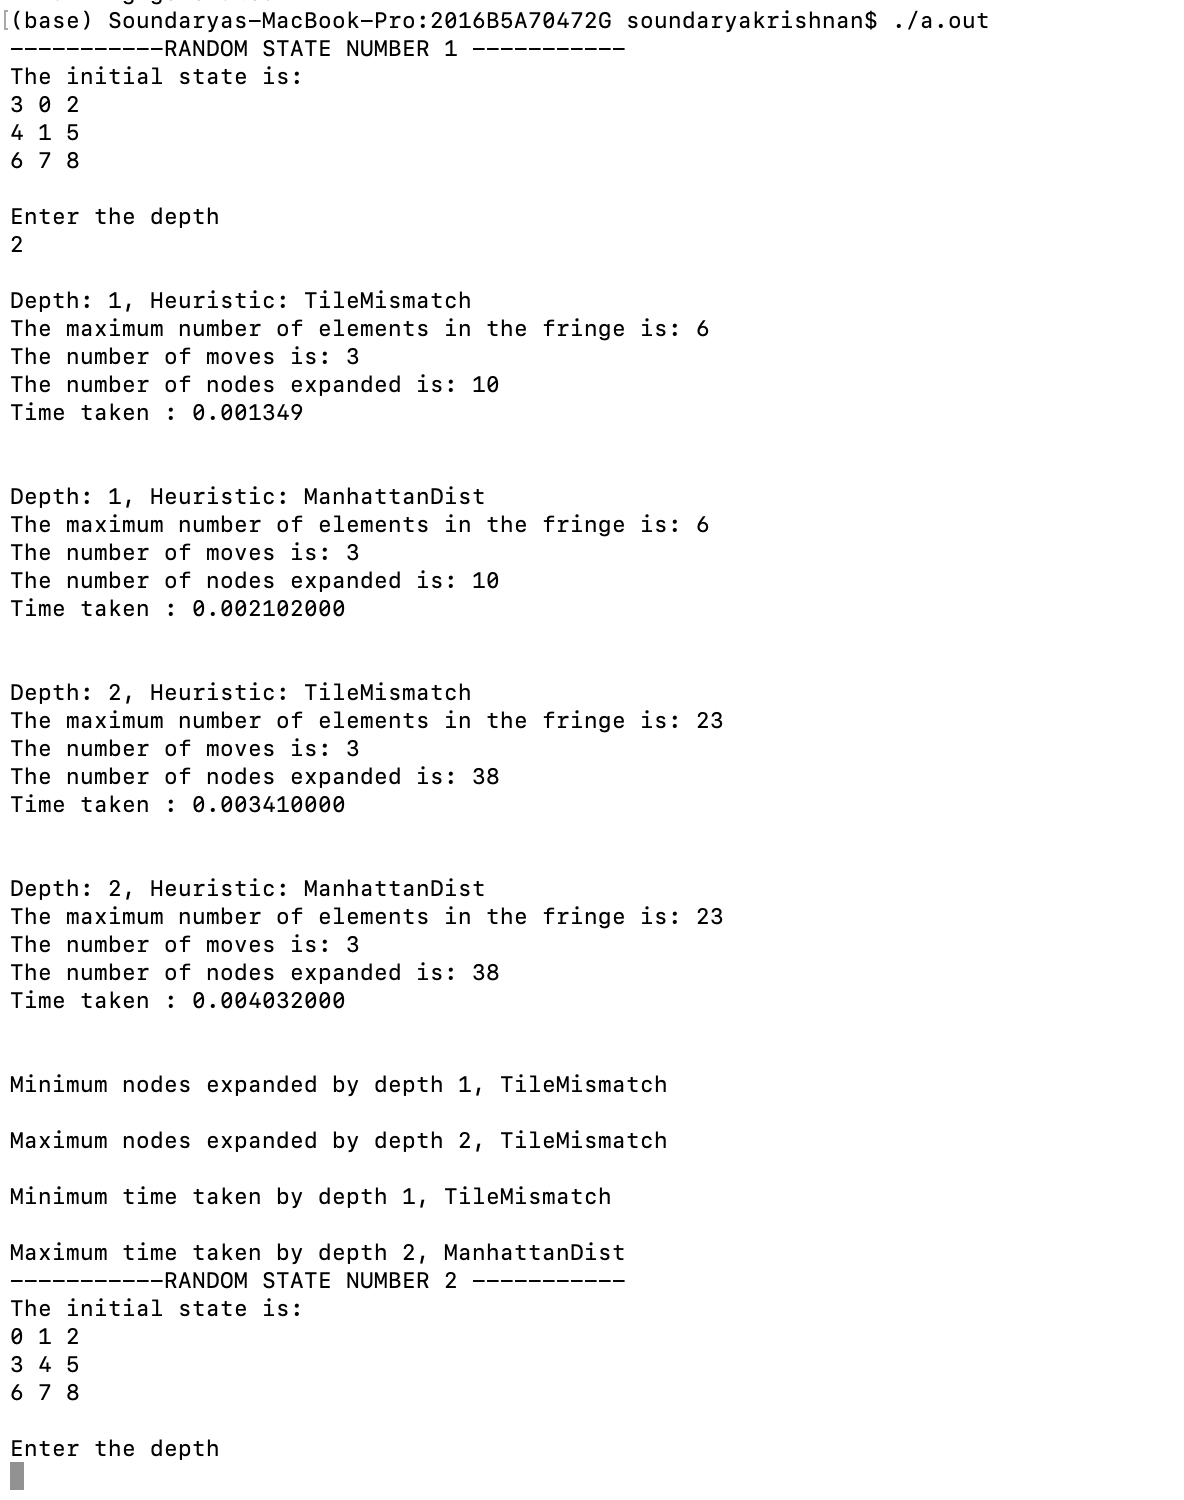 [(base) Soundaryas-MacBook-Pro:2016B5A70472G soundaryakrishnan$ ./a.out
-----------RANDOM STATE NUMBER 1 -----------
The initial state is:
3 0 2
4 1 5
6 7 8
Enter the depth
2
Depth: 1, Heuristic: TileMismatch
The maximum number of elements in the fringe is: 6
The number of moves is: 3
The number of nodes expanded is: 10
Time taken : 0.001349
Depth: 1, Heuristic: ManhattanDist
The maximum number of elements in the fringe is: 6
The number of moves is: 3
The number of nodes expanded is: 10
Time taken : 0.002102000
Depth: 2, Heuristic: TileMismatch
The maximum number of elements in the fringe is: 23
The number of moves is: 3
The number of nodes expanded is: 38
Time taken : 0.003410000
Depth: 2, Heuristic: ManhattanDist
The maximum number of elements in the fringe is: 23
The number of moves is: 3
The number of nodes expanded is: 38
Time taken : 0.004032000
Minimum nodes expanded by depth 1, TileMismatch
Maximum nodes expanded by depth 2, TileMismatch
Minimum time taken by depth 1, TileMismatch
Maximum time taken by depth 2, ManhattanDist
-----------RANDOM STATE NUMBER 2 -----------
The initial state is:
0 1 2
3 4 5
6 7 8
Enter the depth